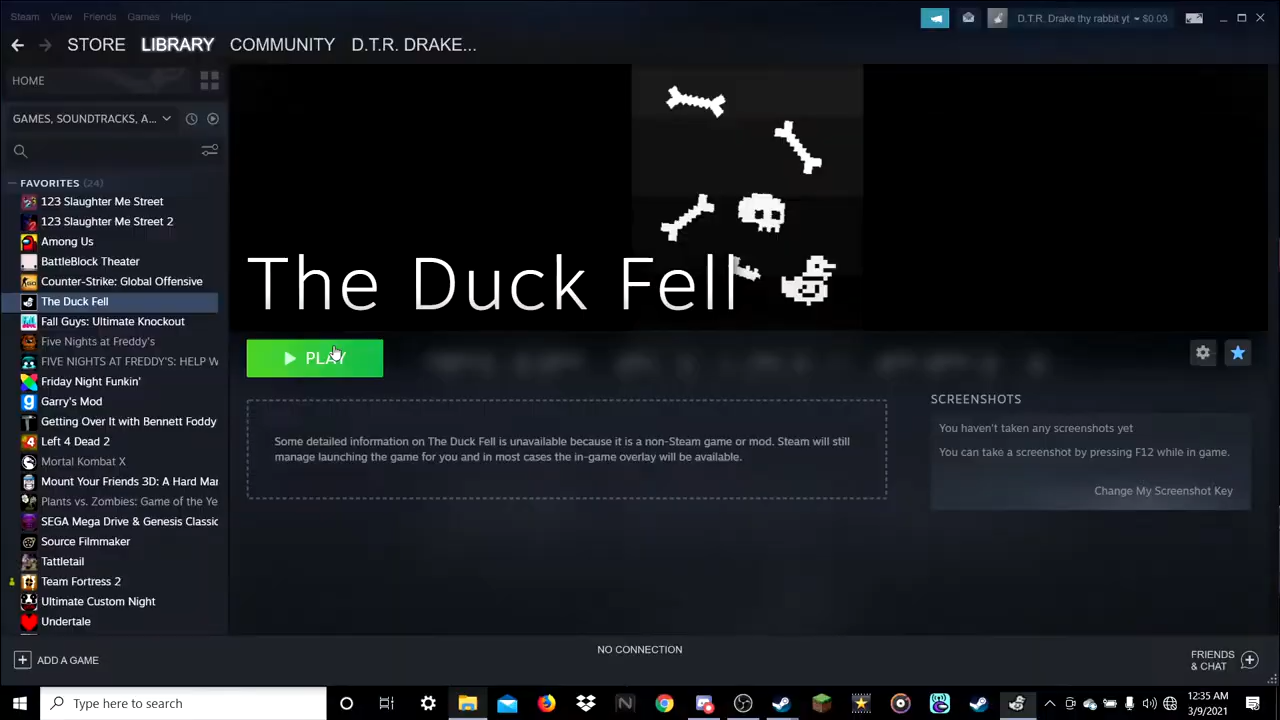 Steam View Friends Games Help
D.T.R. Drake thy rabbit yt $0.03
STORE LIBRARY COMMUNITY D.T.R. DRAKE...
HOME
GAMES, SOUNDTRACKS, A...
FAVORITES (24)
123 Slaughter Me Street
123 Slaughter Me Street 2
Among Us
BattleBlock Theater
Counter-Strike: Global Offensive
The Duck Fell
Fall Guys: Ultimate Knockout
Five Nights at Freddy's
FIVE NIGHTS AT FREDDY'S: HELP W
Friday Night Funkin'
Garry's Mod
Getting Over It with Bennett Foddy
Left 4 Dead 2
Mortal Kombat X
Mount Your Friends 3D: A Hard Mar
Plants vs. Zombies: Game of the Ye
SEGA Mega Drive & Genesis Classic
Source Filmmaker
Tattletail
Team Fortress 2
Ultimate Custom Night
Undertale
The Duck Fell
PLAY
Some detailed information on The Duck Fell is unavailable because it is a non-Steam game or mod. Steam will still
manage launching the game for you and in most cases the in-game overlay will be available.
SCREENSHOTS
You haven't taken any screenshots yet
You can take a screenshot by pressing F12 while in game.
Change My Screenshot Key
ADD A GAME
NO CONNECTION
FRIENDS
& CHAT
Type here to search
12:35 AM
3/9/2021